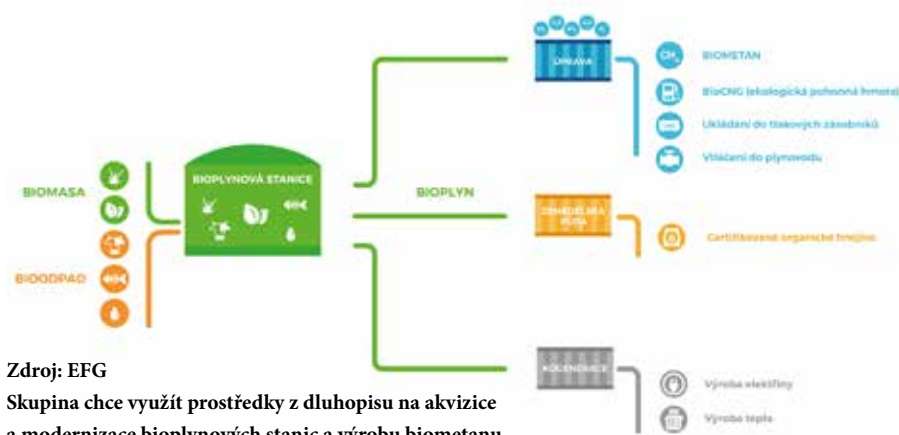 BIOMASA
BIOODPAD
BIOPLYNOVÁ STANICE
BIOPLYN
ÚPRAVA
BIOMETAN
BioCNG (ekologická pohonná hmota)
Ukládání do tlakových zásobníků
Vtláčení do plynovodu
ZEMĚDĚLSKÁ PŮDA
Certifikované organické hnojivo
KOGENERACE
Výroba elektřiny
Výroba tepla
Zdroj: EFG
Skupina chce využít prostředky z dluhopisu na akvizice
a modernizace bioplynových stanic a výrobu biometanu